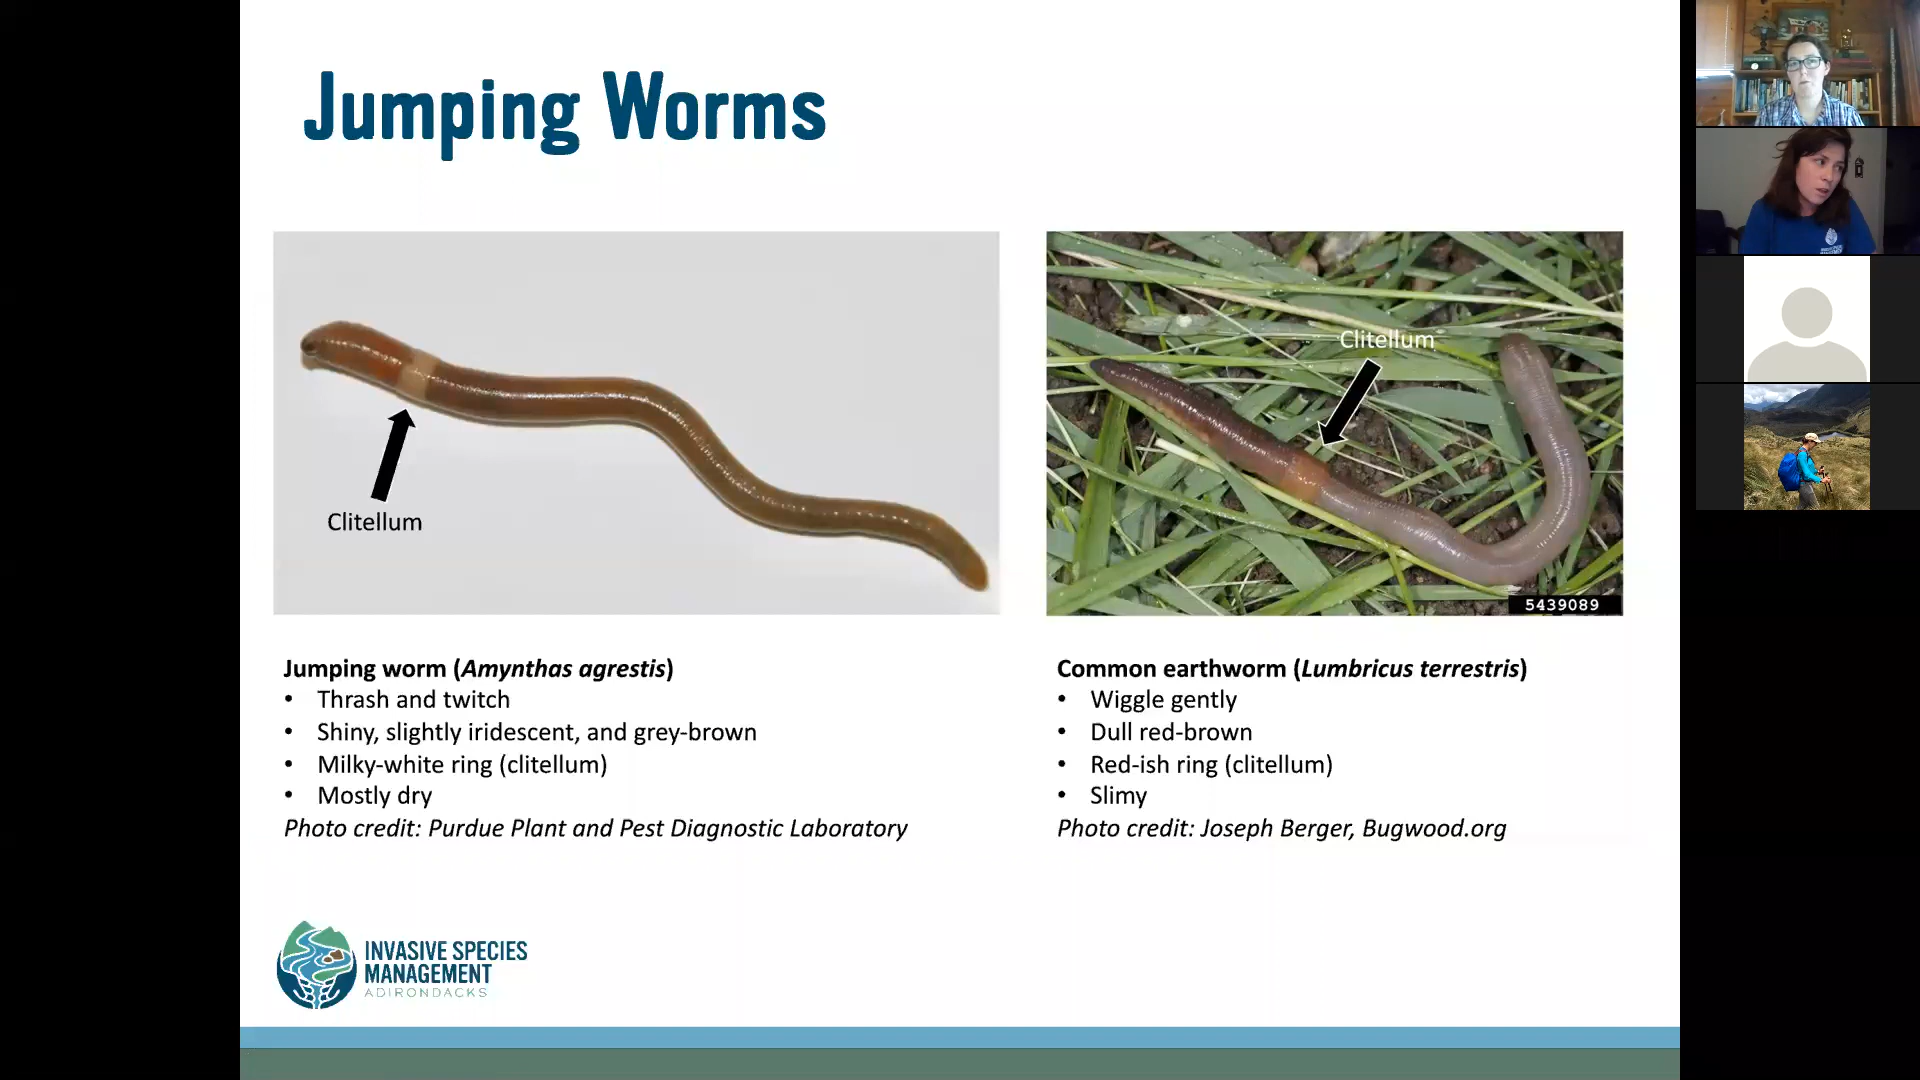 Jumping Worms
Clitellum
Clitellum
5439089
Jumping worm (Amynthas agrestis)
• Thrash and twitch
• Shiny, slightly iridescent, and grey-brown
• Milky-white ring (clitellum)
• Mostly dry
Photo credit: Purdue Plant and Pest Diagnostic Laboratory
Common earthworm (Lumbricus terrestris)
• Wiggle gently
• Dull red-brown
• Red-ish ring (clitellum)
• Slimy
Photo credit: Joseph Berger, Bugwood.org
INVASIVE SPECIES
MANAGEMENT
ADIRONDACKS